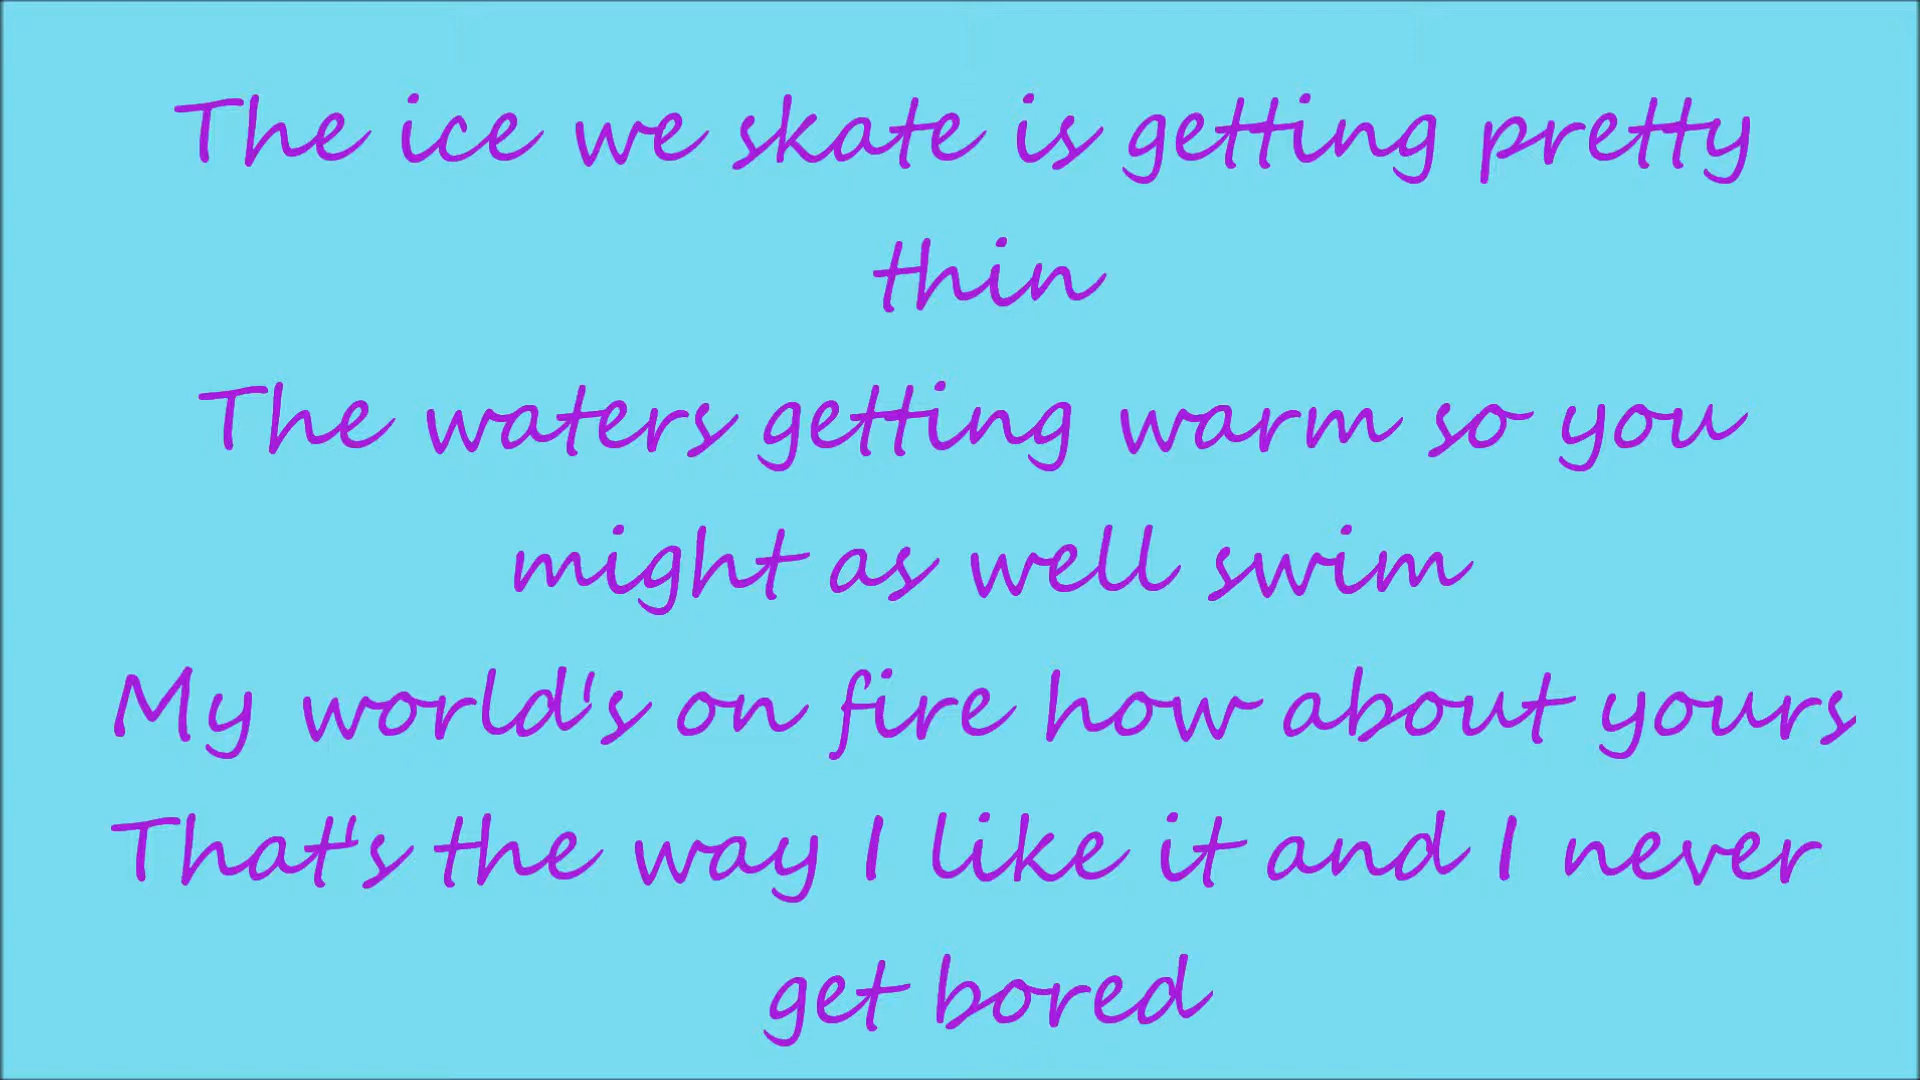 The ice we skate is getting pretty
thin
The waters getting warm so you
might as well swim
My world's on fire how about yours
That's the way I like it and I never
get bored